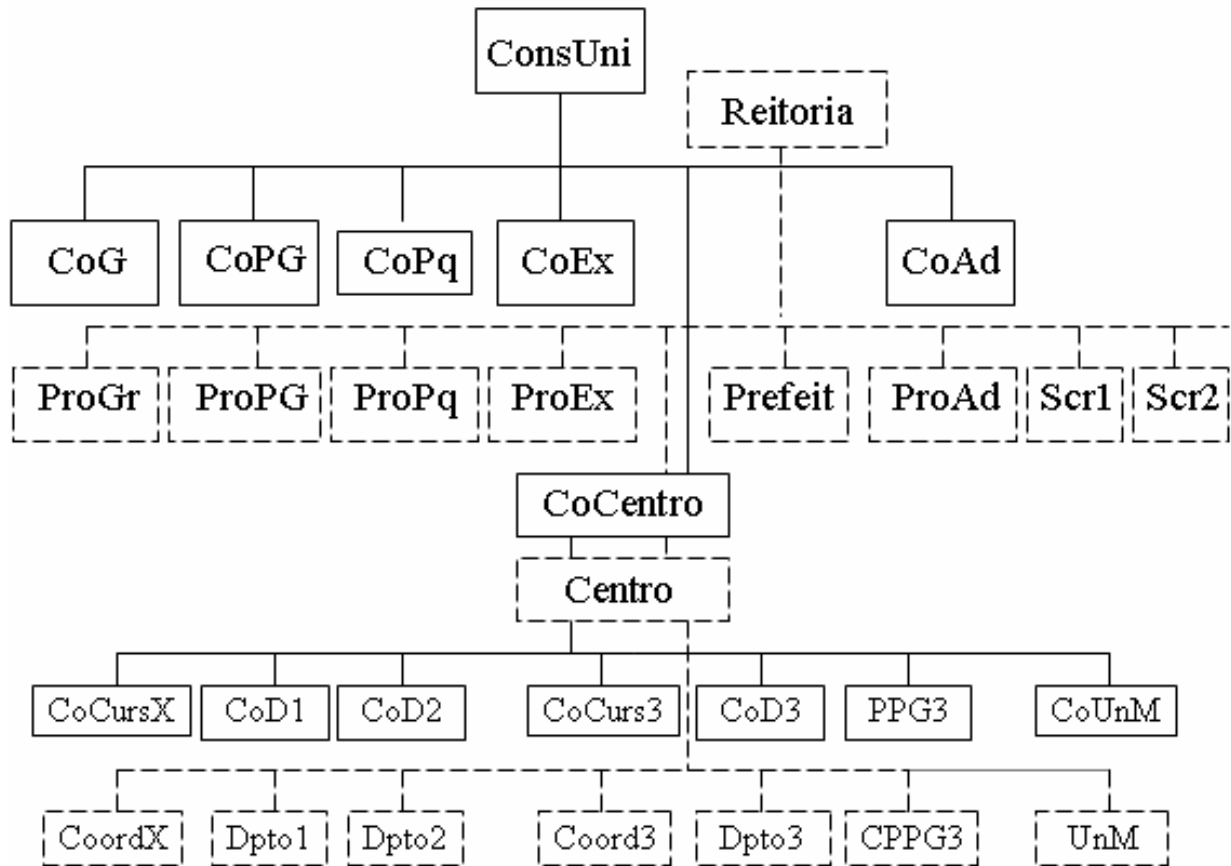 ConsUni
Reitoria
CoG CoPG CoPq CoEx CoAd
ProGr ProPG ProPq ProEx Prefeit ProAd Scr1 Scr2
CoCentro
Centro
CoCursX CoD1 CoD2 CoCurs3 CoD3 PPG3 CoUnM
CoordX Dpto1 Dpto2 Coord3 Dpto3 CPPG3 UnM